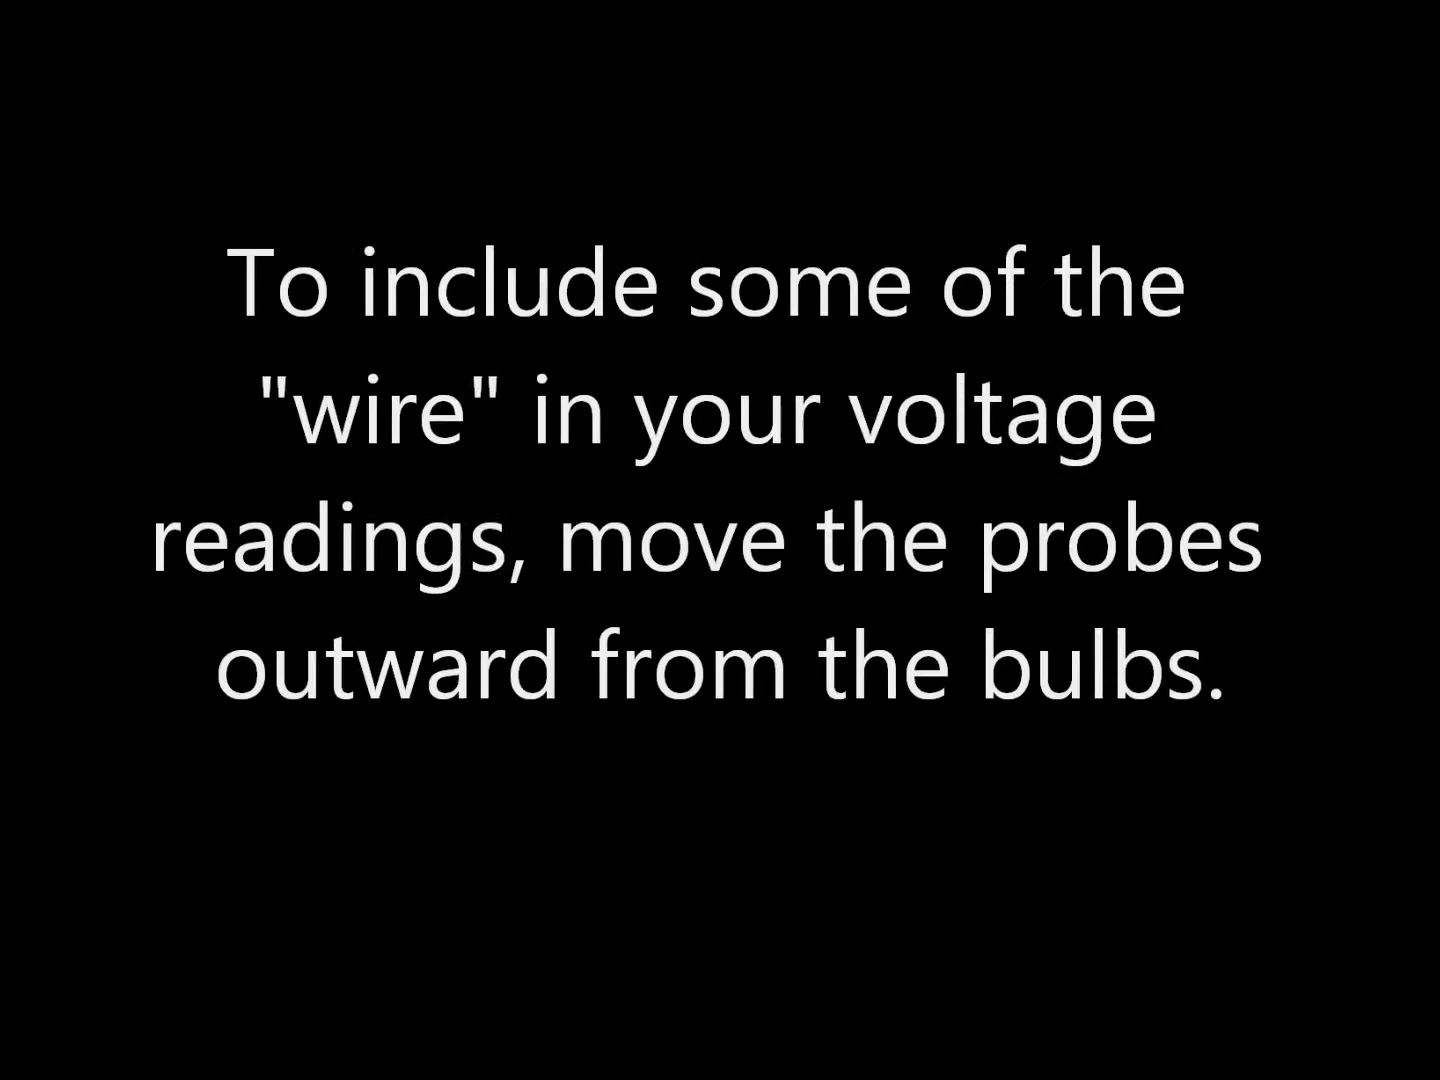 To include some of the
"wire" in your voltage
readings, move the probes
outward from the bulbs.